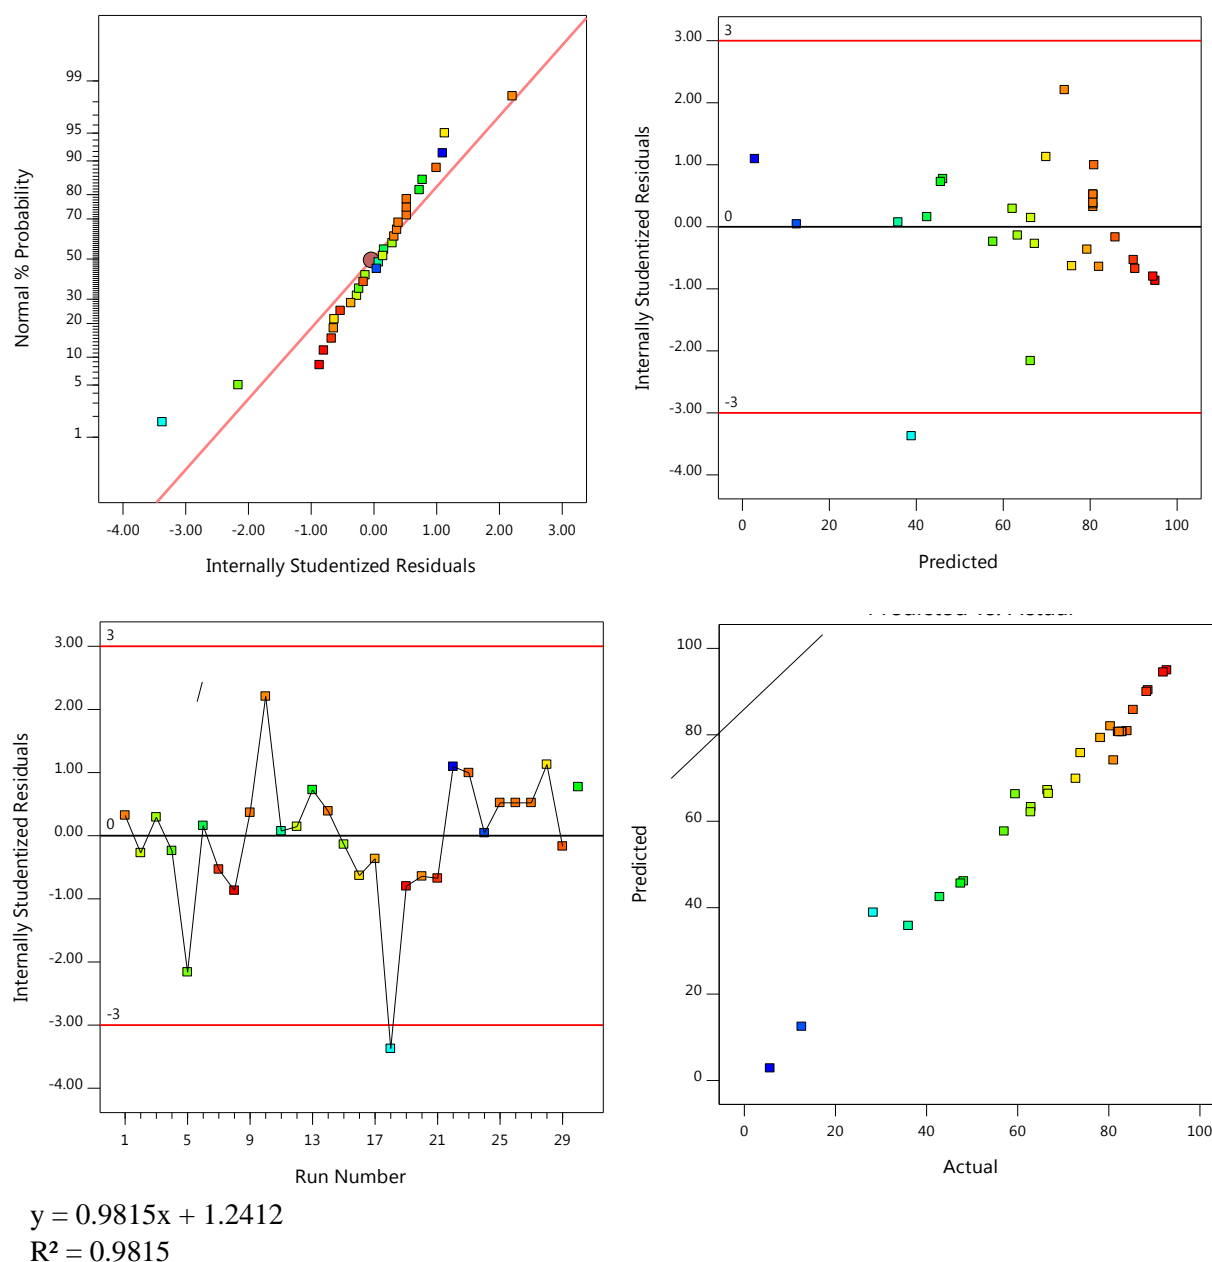 99
95
90
80
70
50
30
20
10
5
1
Normal % Probability
-4.00 -3.00 -2.00 -1.00 0.00 1.00 2.00 3.00
Internally Studentized Residuals
3.00
2.00
1.00
0.00
-1.00
-2.00
-3.00
-4.00
3
0
-3
Internally Studentized Residuals
0 20 40 60 80 100
Predicted
3.00
2.00
1.00
0.00
-1.00
-2.00
-3.00
-4.00
3
0
-3
Internally Studentized Residuals
1 5 9 13 17 21 25 29
Run Number
100
80
60
40
20
0
Predicted
0 20 40 60 80 100
Actual
y = 0.9815x + 1.2412
R² = 0.9815